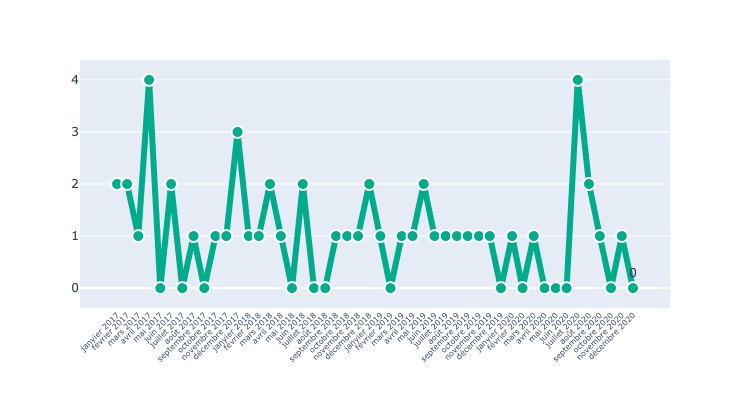 4
3
2
1
0
0
janvier 2017
février 2017
mars 2017
avril 2017
mai 2017
juin 2017
juillet 2017
août 2017
septembre 2017
octobre 2017
novembre 2017
décembre 2017
janvier 2018
février 2018
mars 2018
avril 2018
mai 2018
juin 2018
juillet 2018
août 2018
septembre 2018
octobre 2018
novembre 2018
décembre 2018
janvier 2019
février 2019
mars 2019
avril 2019
mai 2019
juin 2019
juillet 2019
août 2019
septembre 2019
octobre 2019
novembre 2019
décembre 2019
janvier 2020
février 2020
mars 2020
avril 2020
mai 2020
juin 2020
juillet 2020
août 2020
septembre 2020
octobre 2020
novembre 2020
décembre 2020